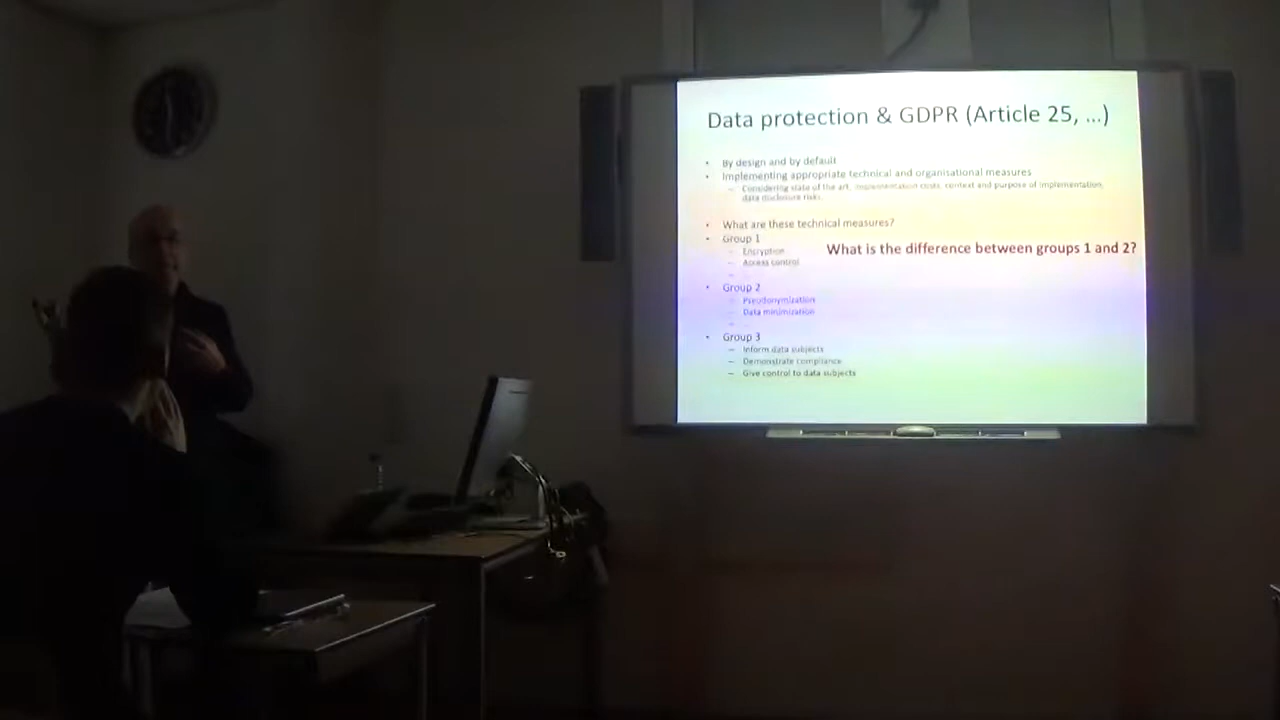 Data protection & GDPR (Article 25, ...)
• By design and by default
• Implementing appropriate technical and organisational measures
– Considering state of the art, implementation costs, context and purpose of implementation,
data disclosure risks.
• What are these technical measures?
• Group 1
– Encryption
– Access control
What is the difference between groups 1 and 2?
• Group 2
– Pseudonymization
– Data minimization
• Group 3
– Inform data subjects
– Demonstrate compliance
– Give control to data subjects